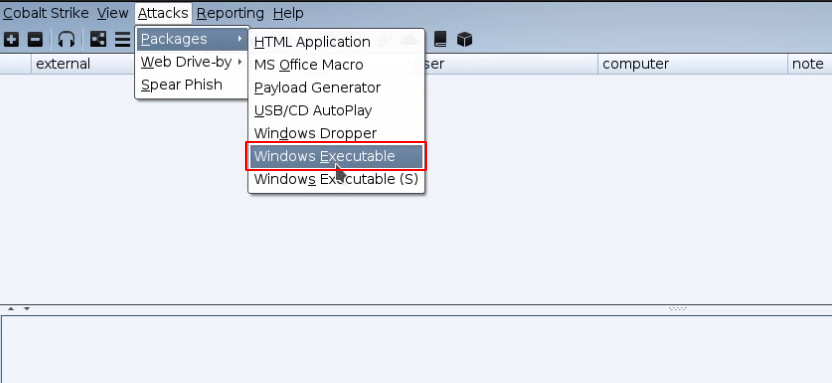 Cobalt Strike View Attacks Reporting Help
Packages
Web Drive-by
Spear Phish
HTML Application
MS Office Macro
Payload Generator
USB/CD AutoPlay
Windows Dropper
Windows Executable
Windows Executable (S)
external ser computer note